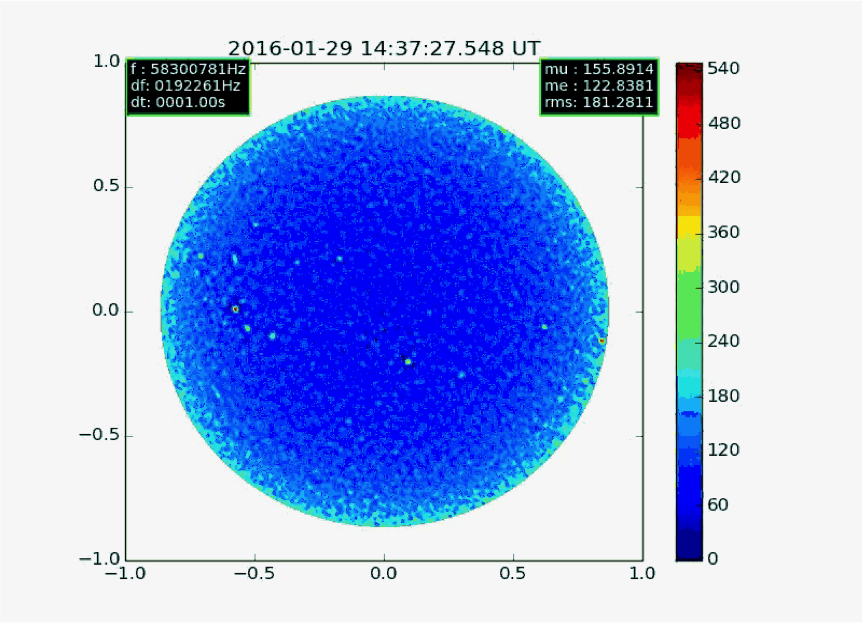 2016-01-29 14:37:27.548 UT
f : 58300781Hz
df: 0192261Hz
dt: 0001.00s
mu : 155.8914
me : 122.8381
rms: 181.2811
1.0
0.5
0.0
−0.5
−1.0
−1.0
−0.5
0.0
0.5
1.0
540
480
420
360
300
240
180
120
60
0